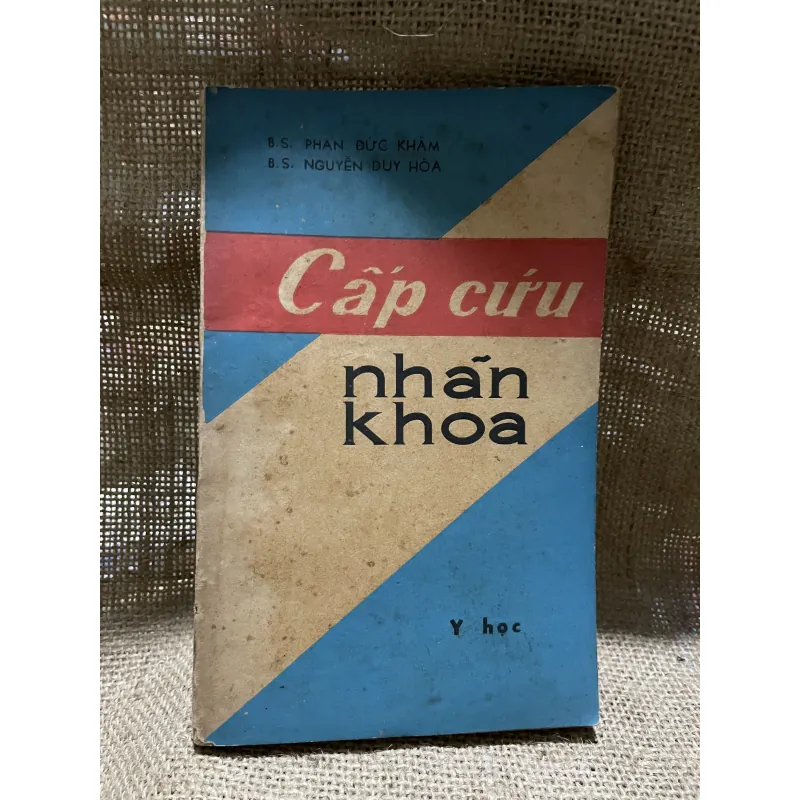 B.S. PHAN ĐỨC KHÂM
B.S. NGUYỄN DUY HÒA
Cấp cứu
nhãn
khoa
Y học